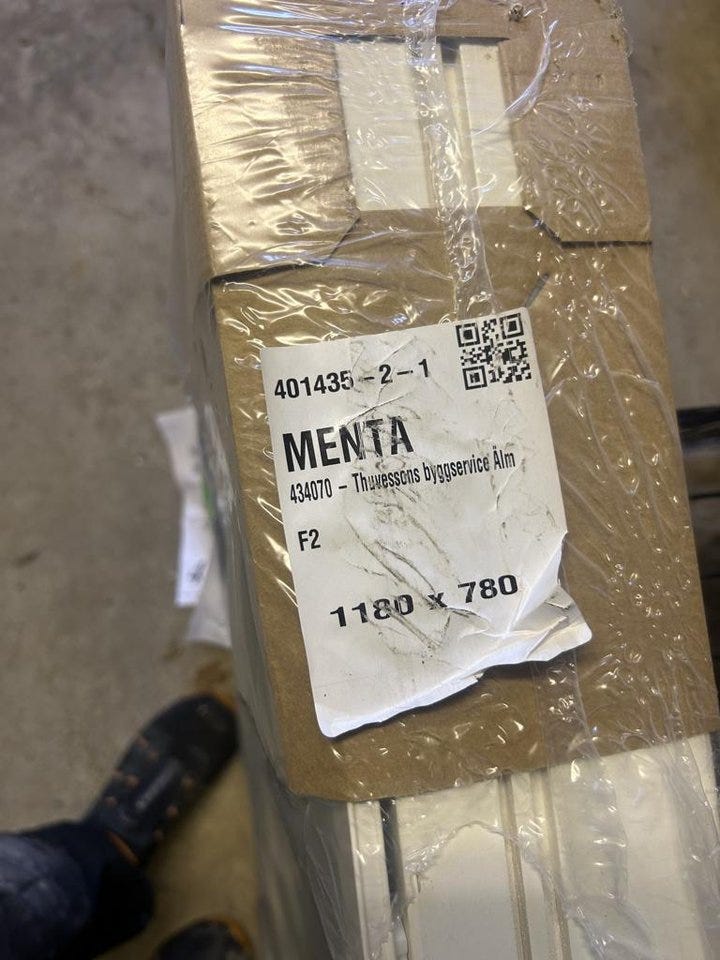 401435-2-1
MENTA
434070 - Thuvessons byggservice Älm
F2
1180 x 780